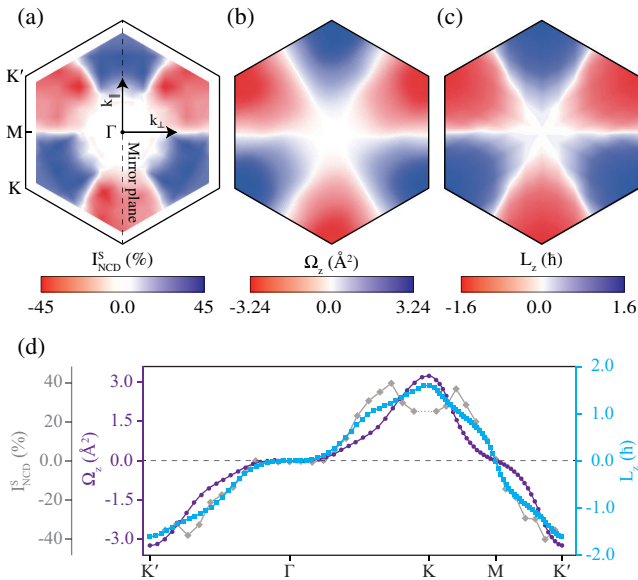 (a)
(b)
(c)
K′
M
K
k∥
Γ
k⊥
Mirror plane
I^S_NCD (%)
-45 0.0 45
Ω_z (Å²)
-3.24 0.0 3.24
L_z (ħ)
-1.6 0.0 1.6
(d)
I^S_NCD (%)
40
20
0
-20
-40
Ω_z (Å²)
3.0
1.5
0.0
-1.5
-3.0
2.0
1.0
0.0
-1.0
-2.0
L_z (ħ)
K′ Γ K M K′